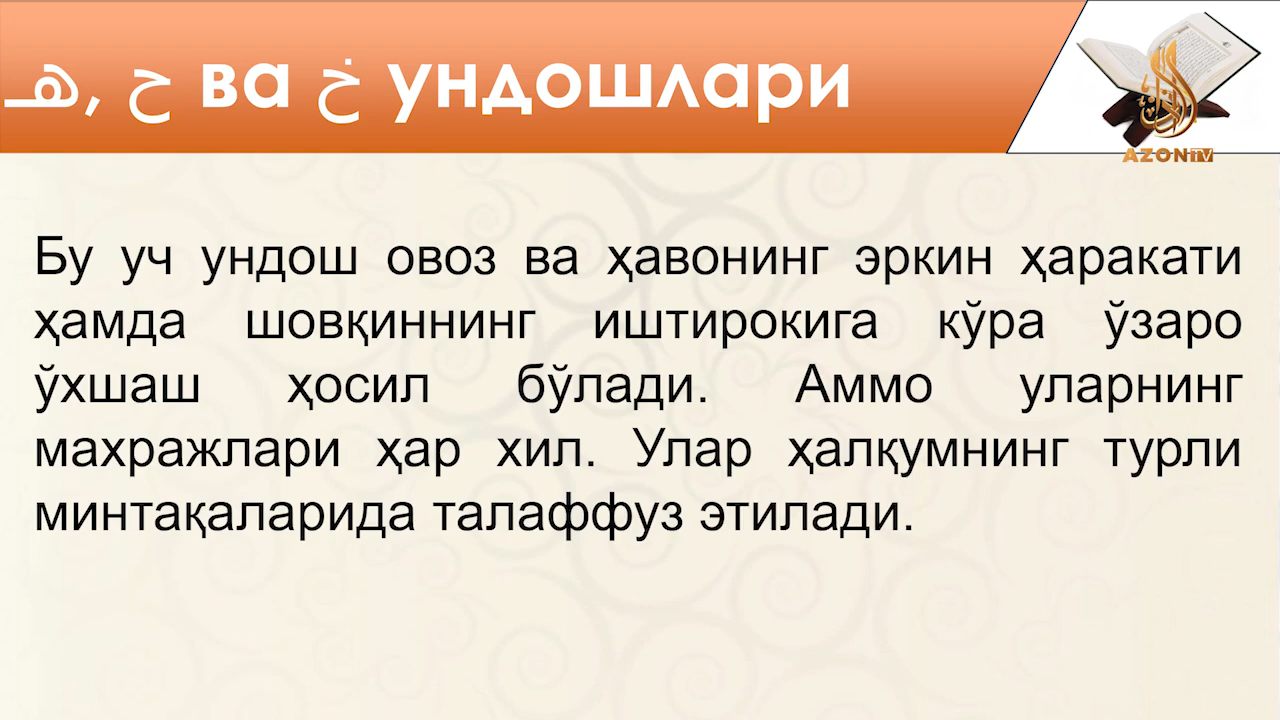 هـ, ح ва خ ундошлари
AZON TV
Бу уч ундош овоз ва ҳавонинг эркин ҳаракати
ҳамда шовқиннинг иштирокига кўра ўзаро
ўхшаш ҳосил бўлади. Аммо уларнинг
махражлари ҳар хил. Улар ҳалқумнинг турли
минтақаларида талаффуз этилади.